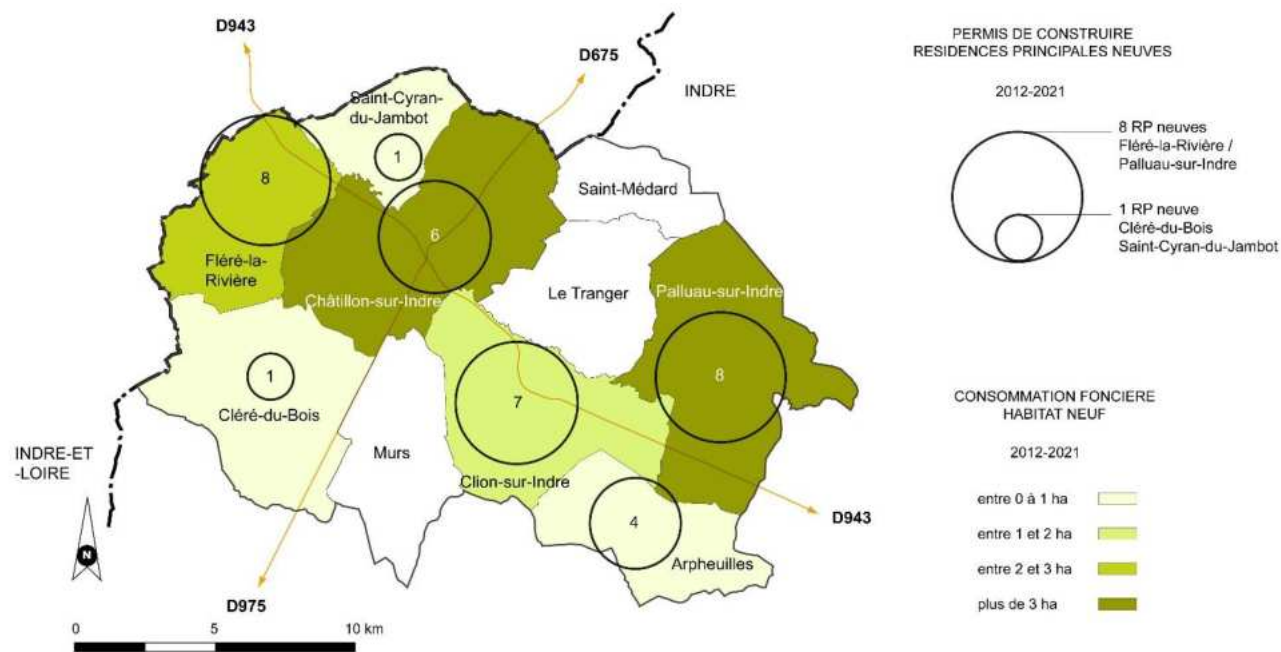 D943
D675
Saint-Cyran-
du-Jambot
INDRE
1
8
Saint-Médard
6
Fléré-la-
Rivière
Châtillon-sur-Indre
Le Tranger
Palluau-sur-Indre
1
8
7
Cléré-du-Bois
INDRE-ET
-LOIRE
Murs
Clion-sur-Indre
4
D943
Arpheuilles
N
D975
0 5 10 km
PERMIS DE CONSTRUIRE
RESIDENCES PRINCIPALES NEUVES
2012-2021
8 RP neuves
Fléré-la-Rivière /
Palluau-sur-Indre
1 RP neuve
Cléré-du-Bois
Saint-Cyran-du-Jambot
CONSOMMATION FONCIERE
HABITAT NEUF
2012-2021
entre 0 à 1 ha
entre 1 et 2 ha
entre 2 et 3 ha
plus de 3 ha